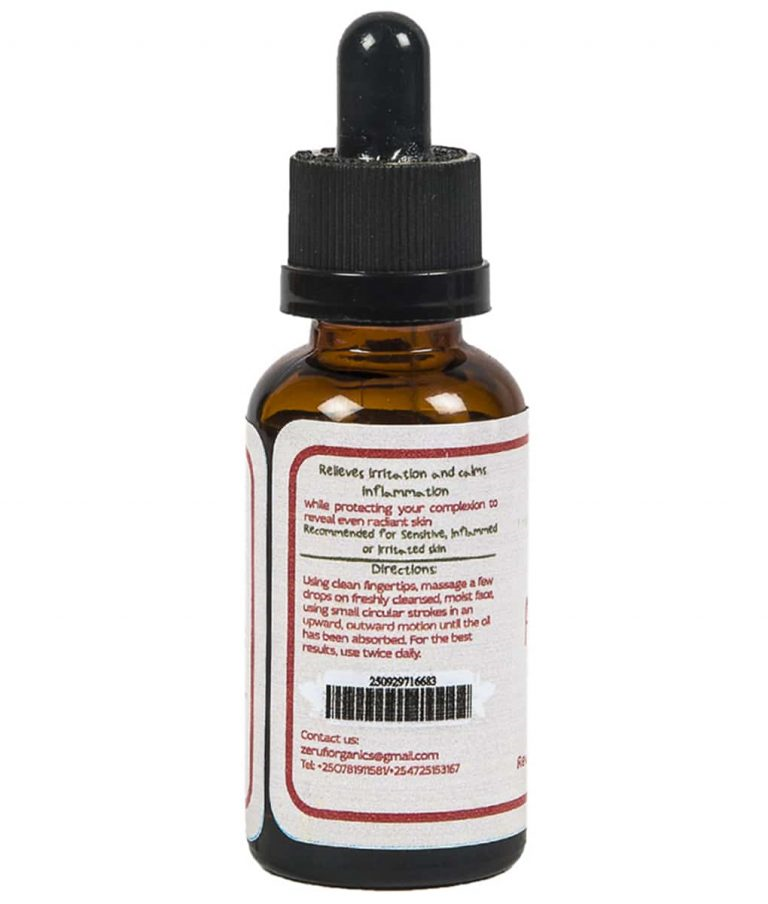 Relieves irritation and calms
inflammation
while protecting your complexion to
reveal even radiant skin
Recommended for Sensitive, Inflammed
or irritated skin
Directions:
Using clean fingertips, massage a few
drops on freshly cleansed, moist face,
using small circular strokes in an
upward, outward motion until the oil
has been absorbed. For the best
results, use twice daily.
250929716683
Contact us:
zerufiorganics@gmail.com
Tel: +250781911581/+254725153167